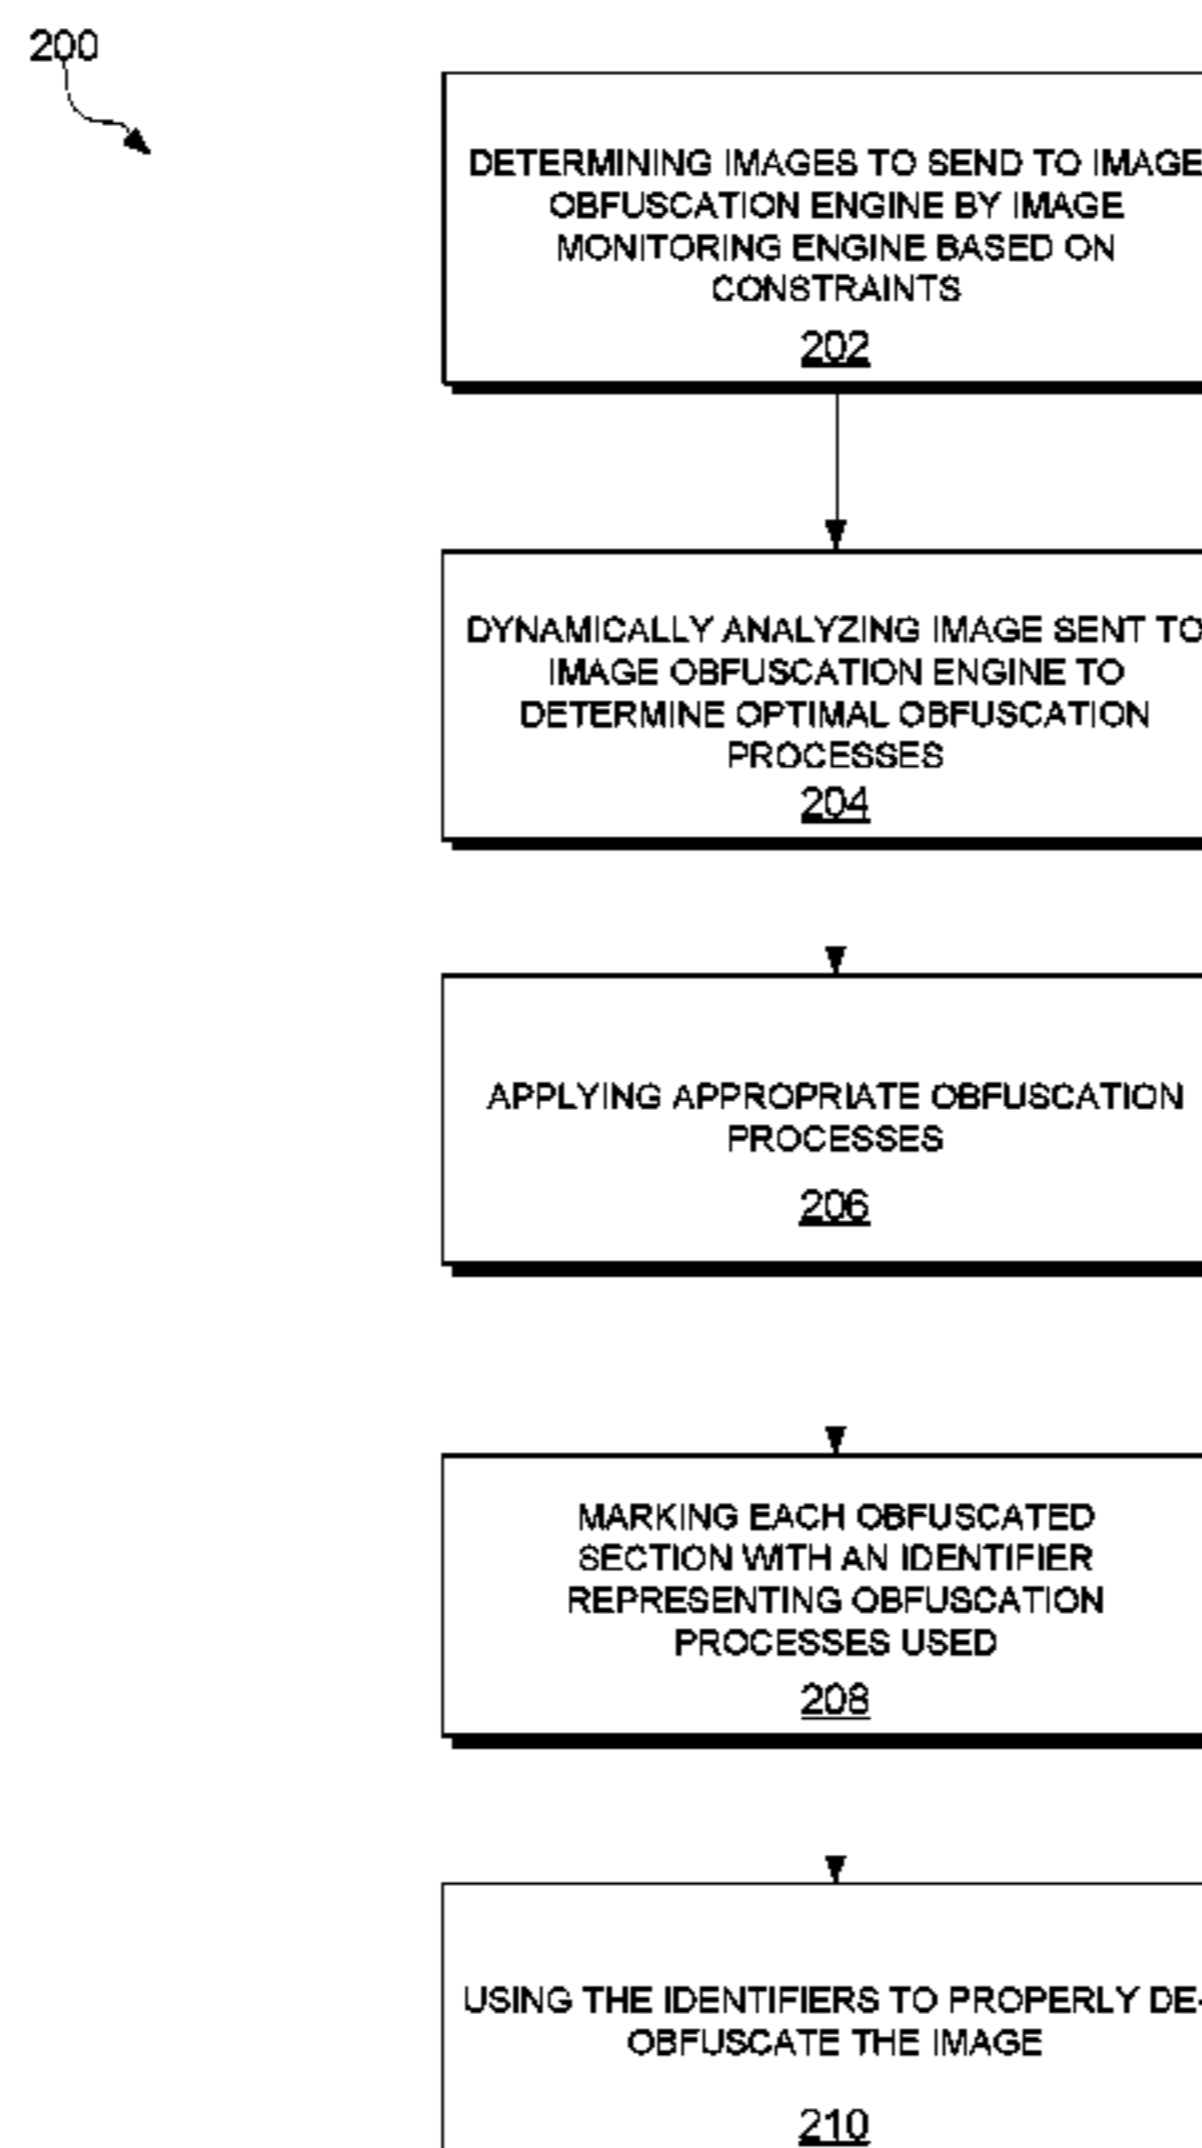 200
DETERMINING IMAGES TO SEND TO IMAGE
OBFUSCATION ENGINE BY IMAGE
MONITORING ENGINE BASED ON
CONSTRAINTS
202
DYNAMICALLY ANALYZING IMAGE SENT TO
IMAGE OBFUSCATION ENGINE TO
DETERMINE OPTIMAL OBFUSCATION
PROCESSES
204
APPLYING APPROPRIATE OBFUSCATION
PROCESSES
206
MARKING EACH OBFUSCATED
SECTION WITH AN IDENTIFIER
REPRESENTING OBFUSCATION
PROCESSES USED
208
USING THE IDENTIFIERS TO PROPERLY DE-
OBFUSCATE THE IMAGE
210